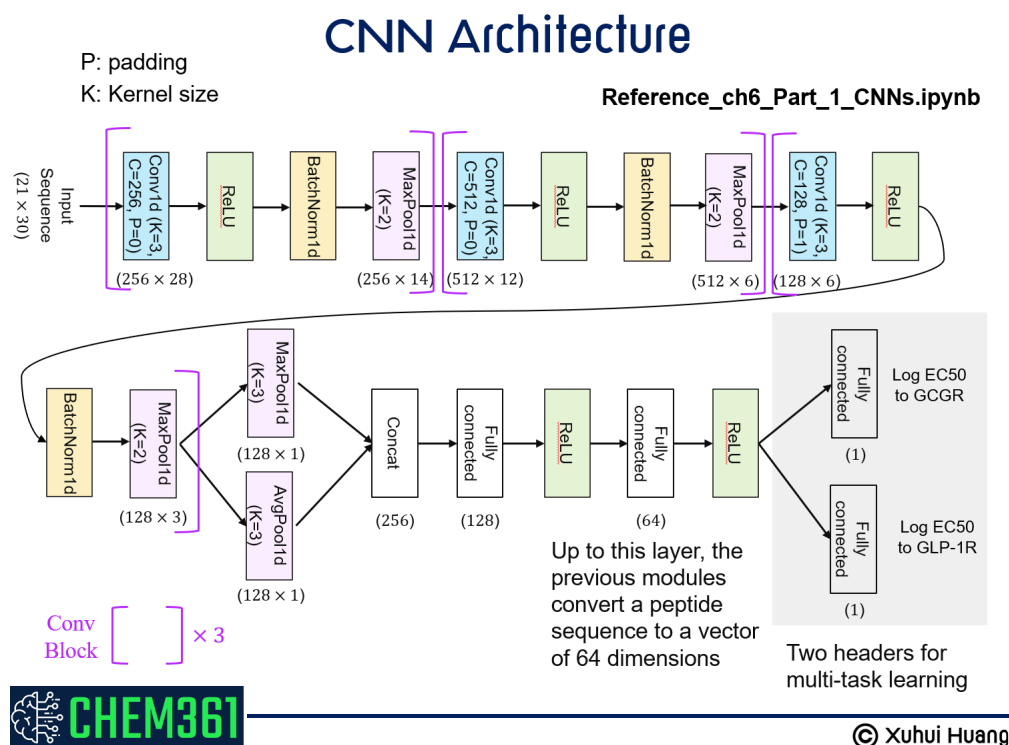 CNN Architecture
P: padding
K: Kernel size
Reference_ch6_Part_1_CNNs.ipynb
Input
Sequence
(21 × 30)
Conv1d (K=3,
C=256, P=0)
(256 × 28)
ReLU
BatchNorm1d
MaxPool1d
(K=2)
(256 × 14)
Conv1d (K=3,
C=512, P=0)
(512 × 12)
ReLU
BatchNorm1d
MaxPool1d
(K=2)
(512 × 6)
Conv1d (K=3,
C=128, P=1)
(128 × 6)
ReLU
BatchNorm1d
MaxPool1d
(K=2)
(128 × 3)
MaxPool1d
(K=3)
(128 × 1)
AvgPool1d
(K=3)
(128 × 1)
Concat
(256)
Fully
connected
(128)
ReLU
Fully
connected
(64)
ReLU
Fully
connected
(1)
Log EC50
to GCGR
Fully
connected
(1)
Log EC50
to GLP-1R
Up to this layer, the
previous modules
convert a peptide
sequence to a vector
of 64 dimensions
Two headers for
multi-task learning
Conv
Block
× 3
CHEM361
© Xuhui Huang